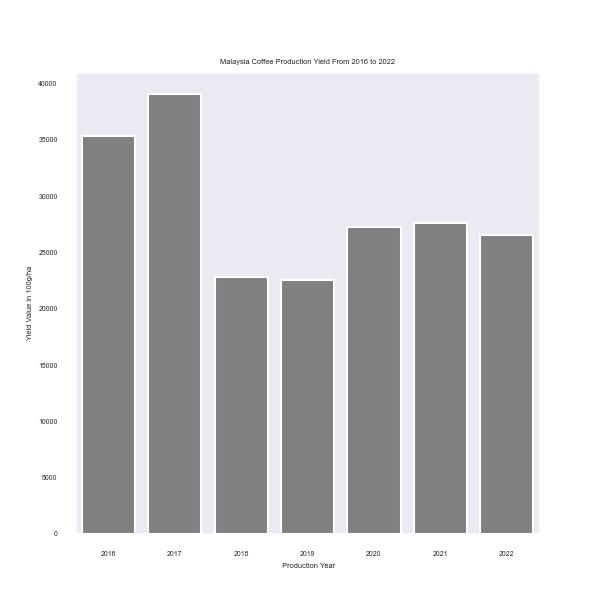 Malaysia Coffee Production Yield From 2016 to 2022
40000
35000
30000
25000
20000
15000
10000
5000
0
Yield Value in 100g/ha
2016 2017 2018 2019 2020 2021 2022
Production Year